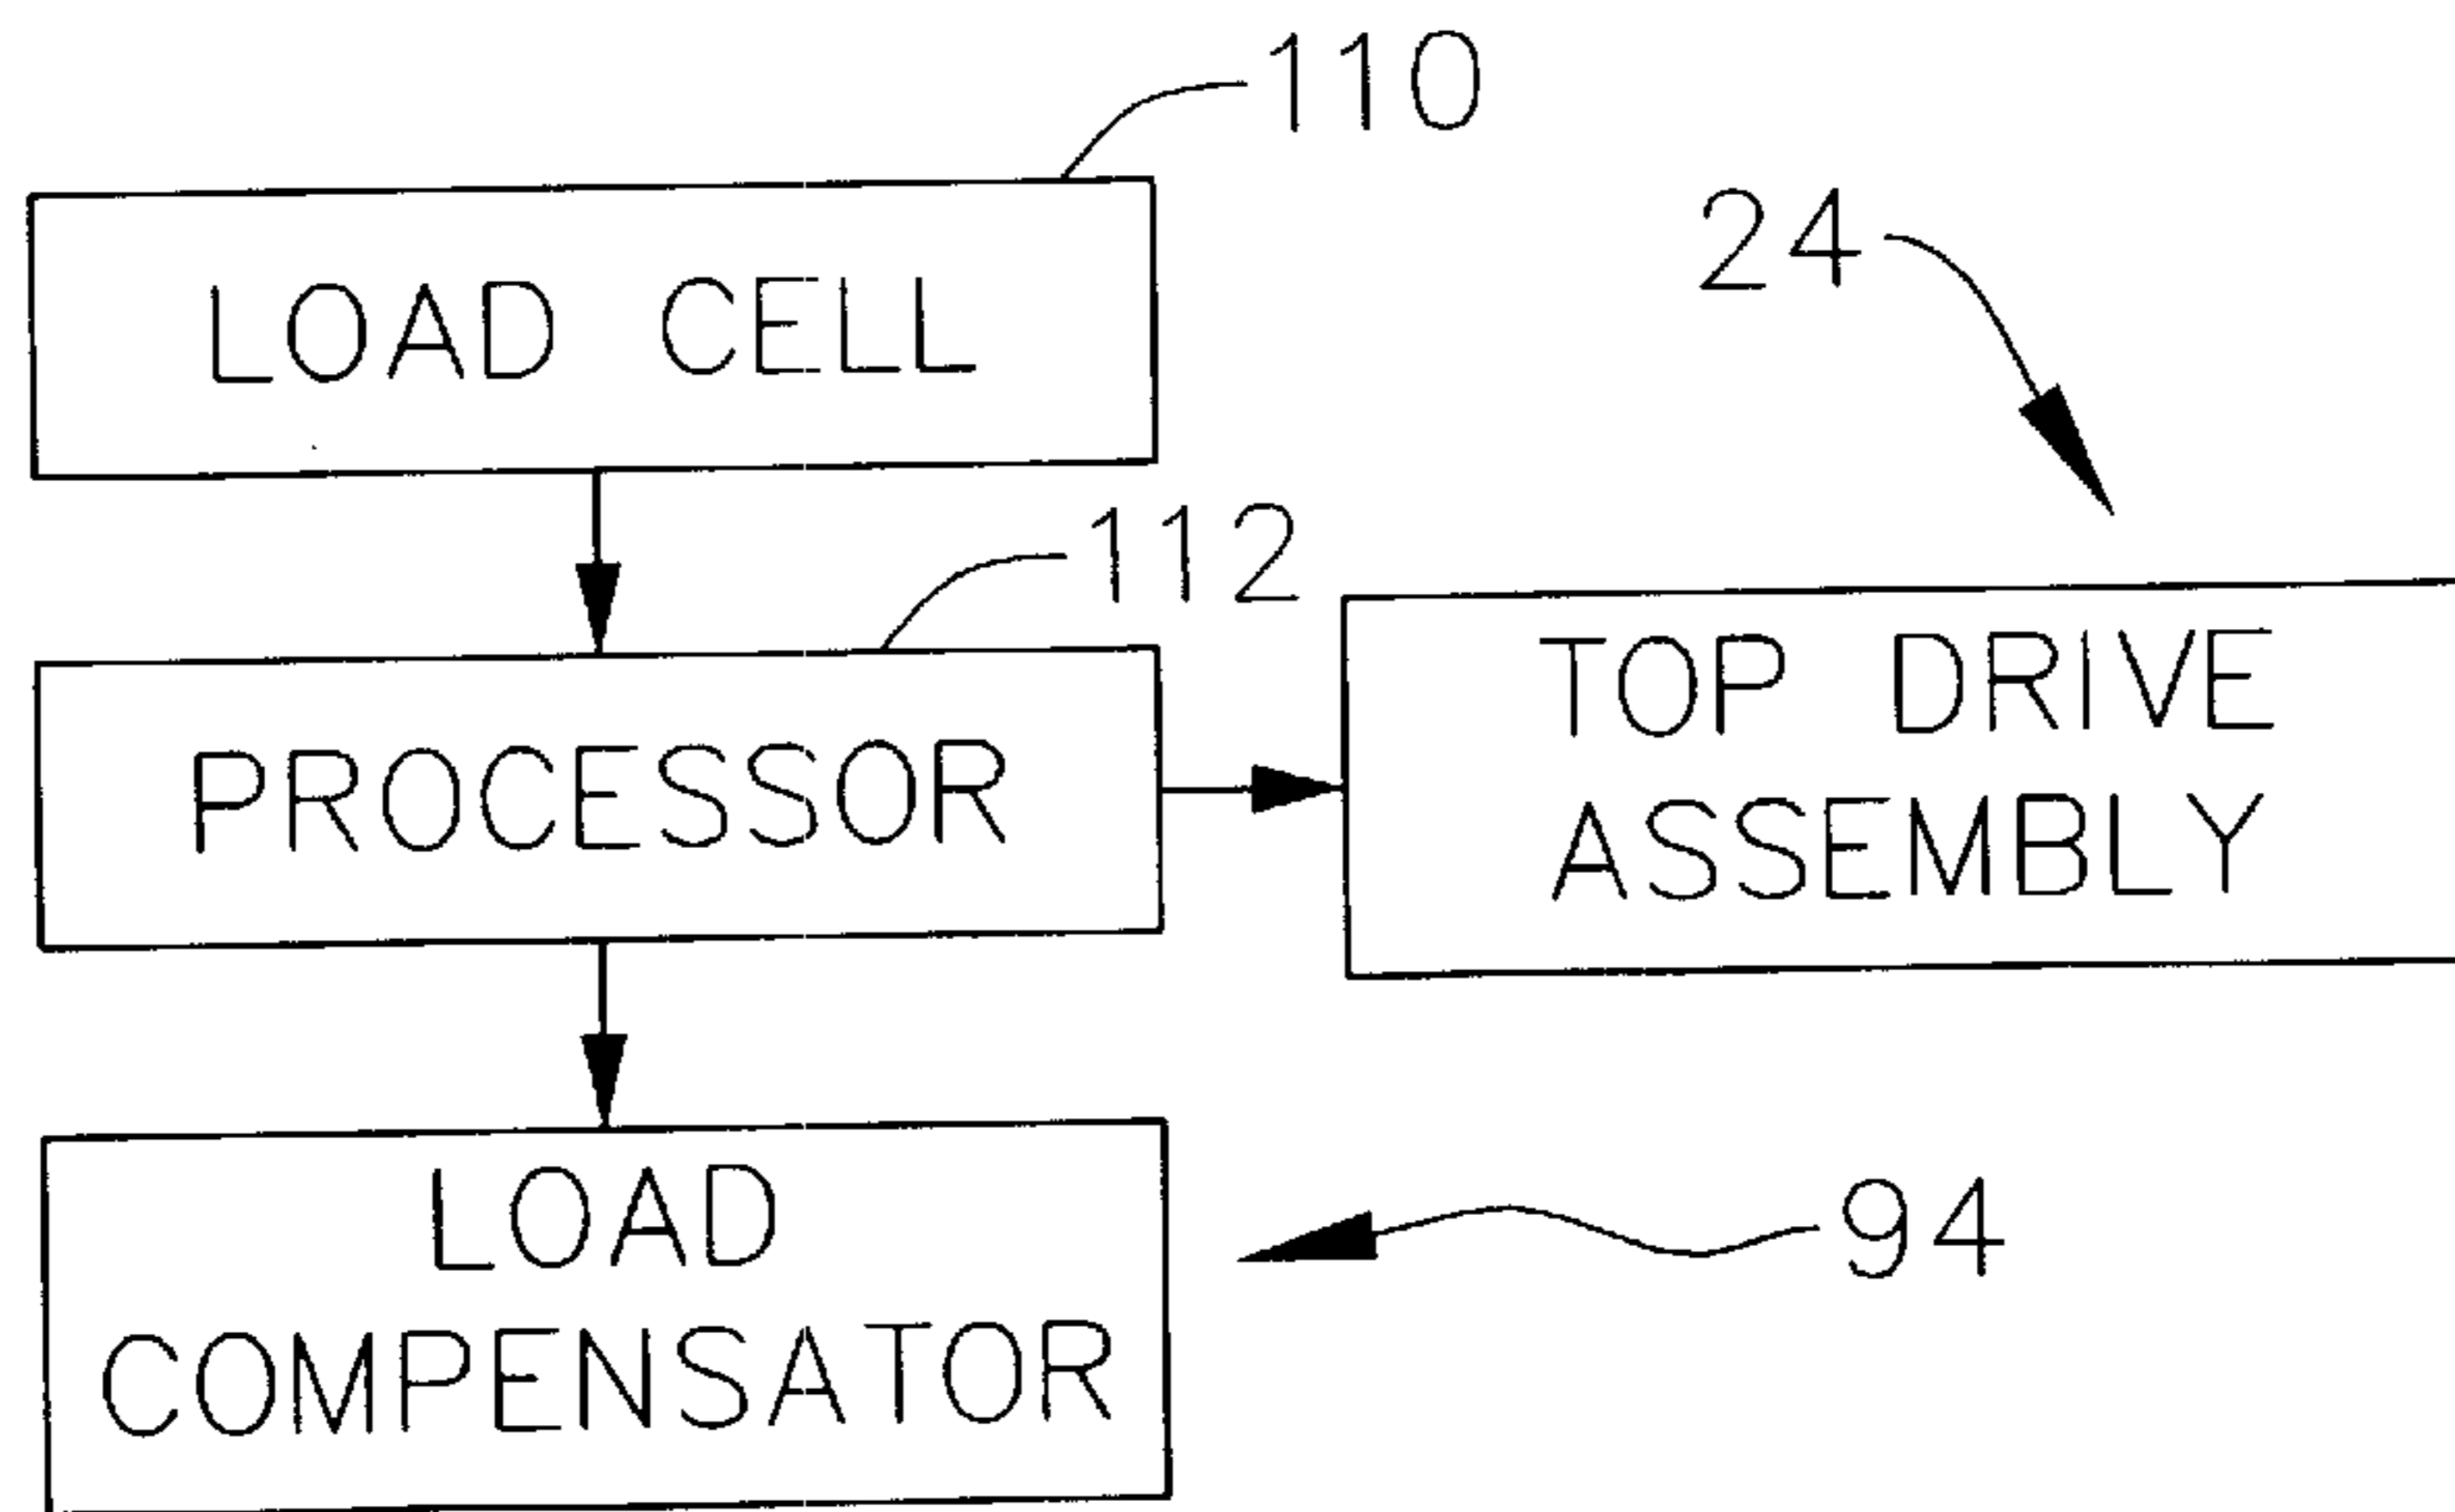 110
24
LOAD CELL
112
TOP DRIVE
ASSEMBLY
PROCESSOR
LOAD
COMPENSATOR
94